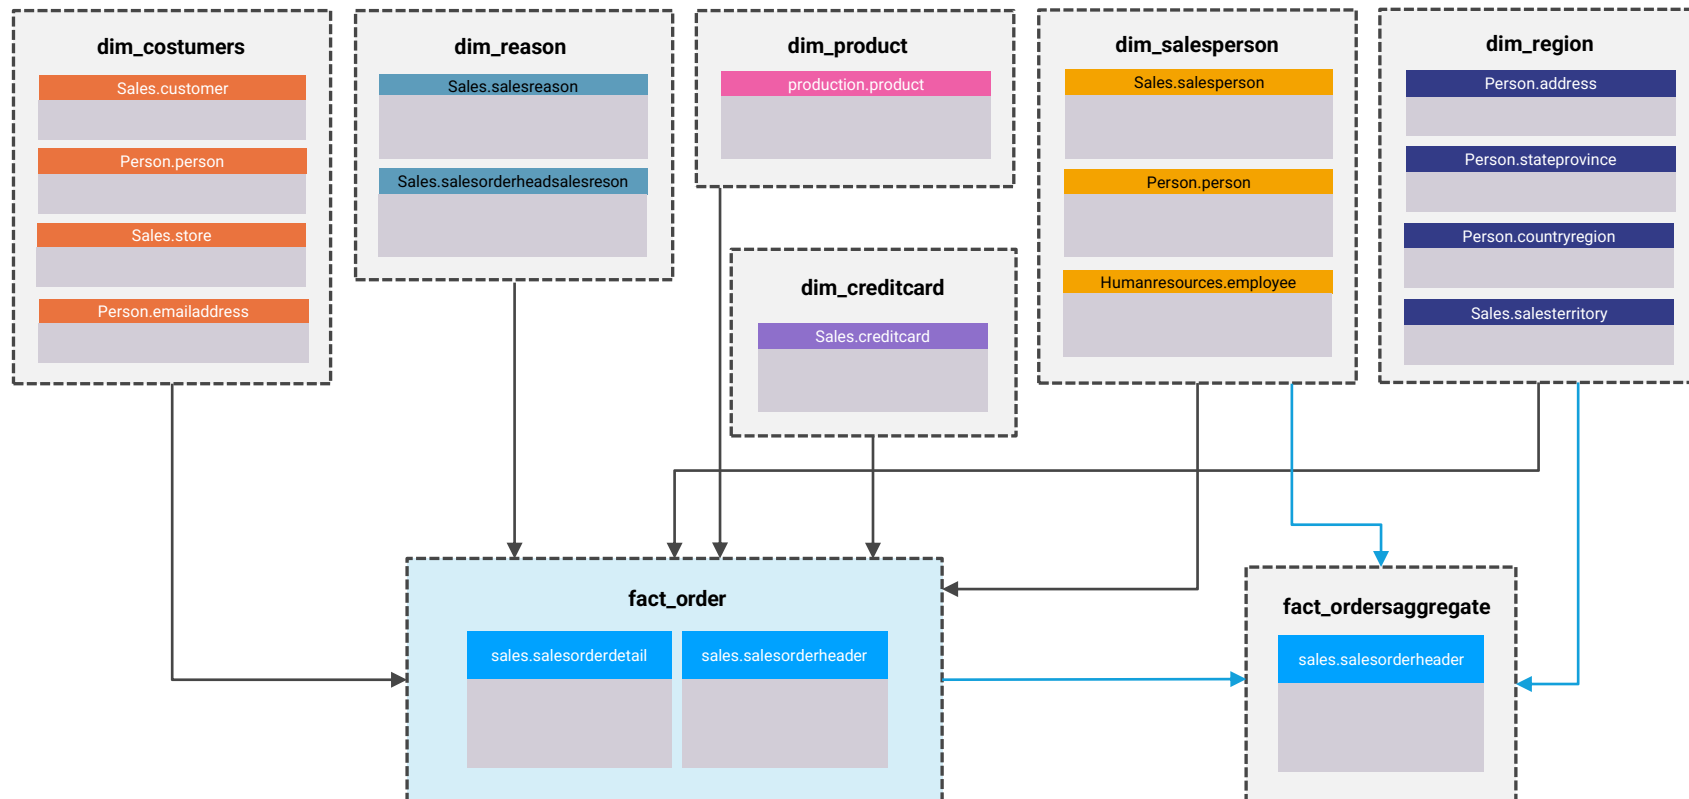 dim_costumers
Sales.customer
Person.person
Sales.store
Person.emailaddress
dim_reason
Sales.salesreason
Sales.salesorderheadsalesreson
dim_product
production.product
dim_creditcard
Sales.creditcard
dim_salesperson
Sales.salesperson
Person.person
Humanresources.employee
dim_region
Person.address
Person.stateprovince
Person.countryregion
Sales.salesterritory
fact_order
sales.salesorderdetail
sales.salesorderheader
fact_ordersaggregate
sales.salesorderheader